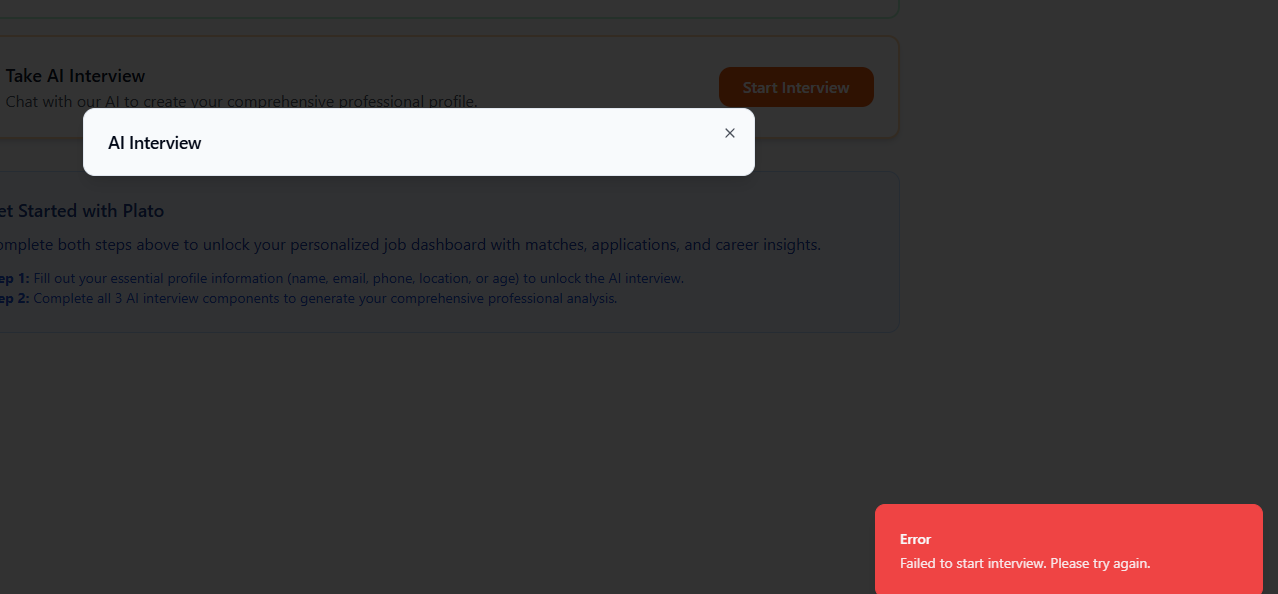 Take AI Interview
Chat with our AI to create your comprehensive professional profile.
Start Interview
AI Interview
et Started with Plato
omplete both steps above to unlock your personalized job dashboard with matches, applications, and career insights.
ep 1: Fill out your essential profile information (name, email, phone, location, or age) to unlock the AI interview.
ep 2: Complete all 3 AI interview components to generate your comprehensive professional analysis.
Error
Failed to start interview. Please try again.